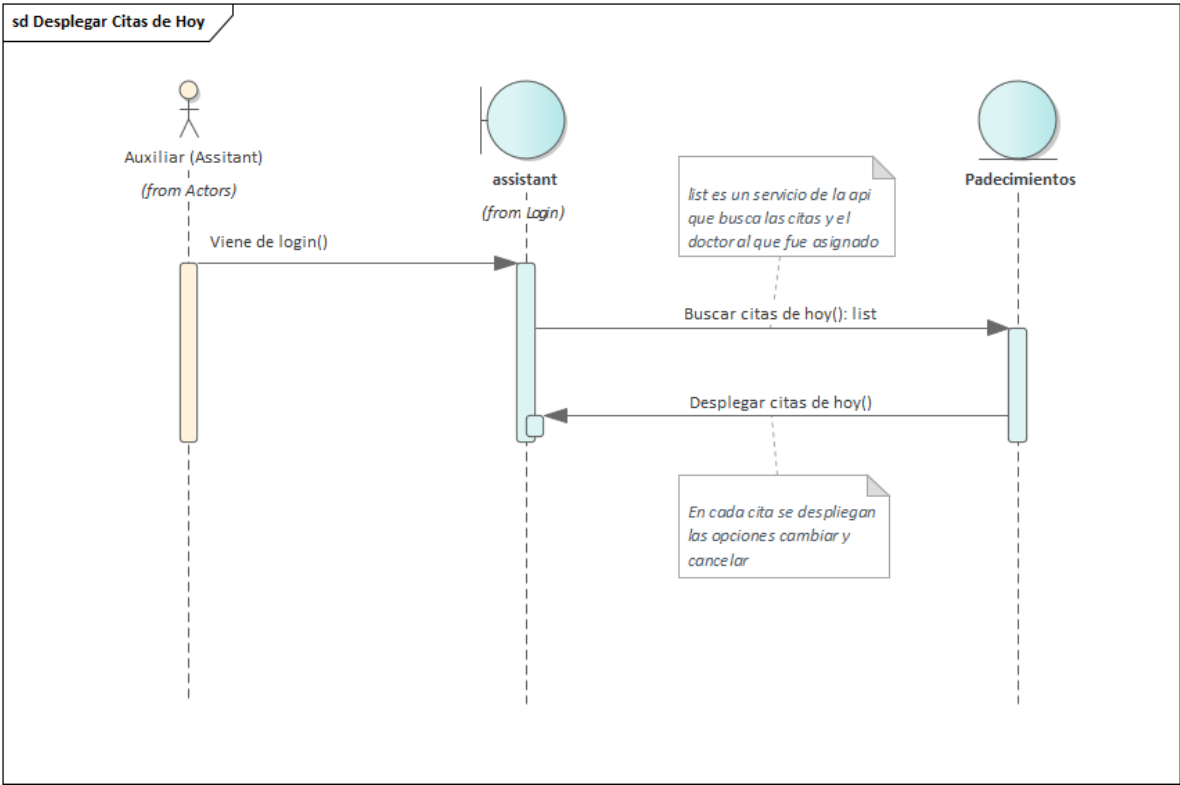 sd Desplegar Citas de Hoy
Auxiliar (Assitant)
(from Actors)
assistant
(from Login)
Padecimientos
list es un servicio de la api
que busca las citas y el
doctor al que fue asignado
Viene de login()
Buscar citas de hoy(): list
Desplegar citas de hoy()
En cada cita se despliegan
las opciones cambiar y
cancelar